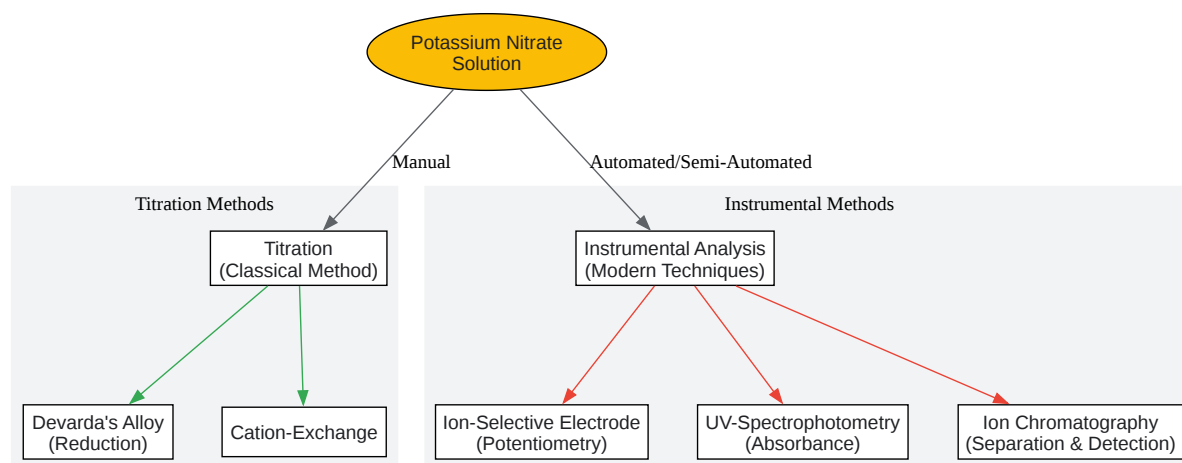 Potassium Nitrate
Solution
Manual
Automated/Semi-Automated
Titration Methods
Instrumental Methods
Titration
(Classical Method)
Instrumental Analysis
(Modern Techniques)
Devarda's Alloy
(Reduction)
Cation-Exchange
Ion-Selective Electrode
(Potentiometry)
UV-Spectrophotometry
(Absorbance)
Ion Chromatography
(Separation & Detection)